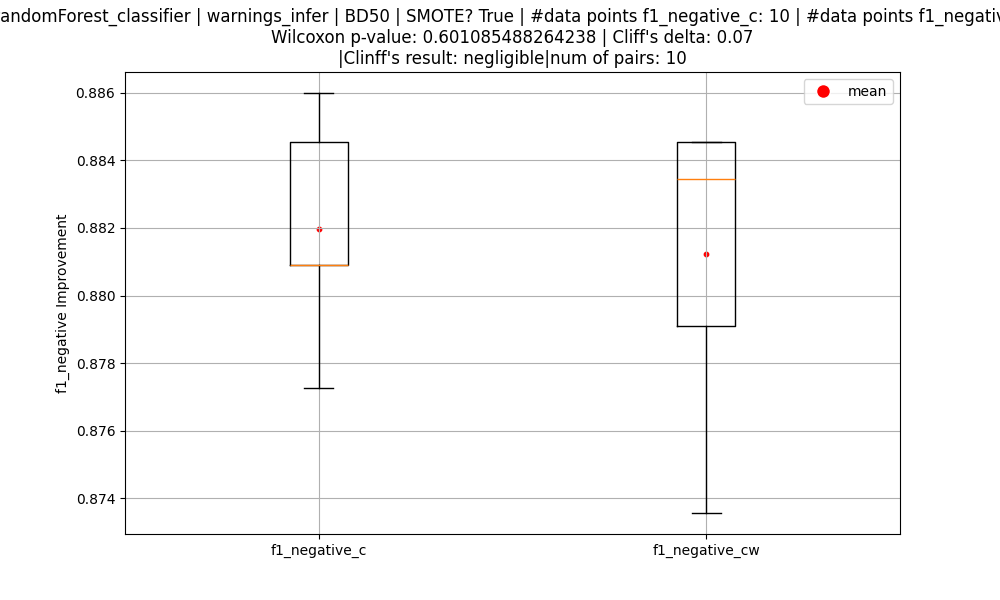 andomForest_classifier | warnings_infer | BD50 | SMOTE? True | #data points f1_negative_c: 10 | #data points f1_negativ
Wilcoxon p-value: 0.601085488264238 | Cliff's delta: 0.07
|Clinff's result: negligible|num of pairs: 10
mean
0.886
0.884
0.882
0.880
0.878
0.876
0.874
f1_negative Improvement
f1_negative_c
f1_negative_cw